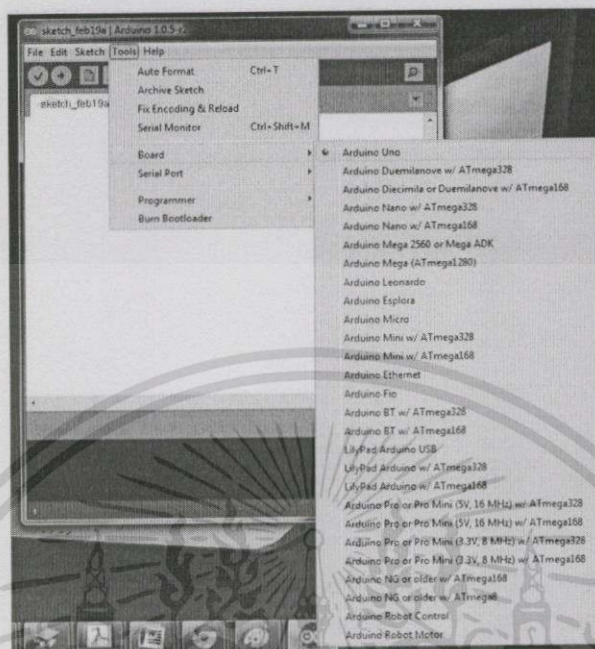 sketch_feb19a | Arduino 1.0.5-r2
File Edit Sketch Tools Help
sketch_feb19a
Auto Format Ctrl+T
Archive Sketch
Fix Encoding & Reload
Serial Monitor Ctrl+Shift+M
Board
Serial Port
Programmer
Burn Bootloader
Arduino Uno
Arduino Duemilanove w/ ATmega328
Arduino Diecimila or Duemilanove w/ ATmega168
Arduino Nano w/ ATmega328
Arduino Nano w/ ATmega168
Arduino Mega 2560 or Mega ADK
Arduino Mega (ATmega1280)
Arduino Leonardo
Arduino Esplora
Arduino Micro
Arduino Mini w/ ATmega328
Arduino Mini w/ ATmega168
Arduino Ethernet
Arduino Fio
Arduino BT w/ ATmega328
Arduino BT w/ ATmega168
LilyPad Arduino USB
LilyPad Arduino w/ ATmega328
LilyPad Arduino w/ ATmega168
Arduino Pro or Pro Mini (5V, 16 MHz) w/ ATmega328
Arduino Pro or Pro Mini (5V, 16 MHz) w/ ATmega168
Arduino Pro or Pro Mini (3.3V, 8 MHz) w/ ATmega328
Arduino Pro or Pro Mini (3.3V, 8 MHz) w/ ATmega168
Arduino NG or older w/ ATmega168
Arduino NG or older w/ ATmega8
Arduino Robot Control
Arduino Robot Motor